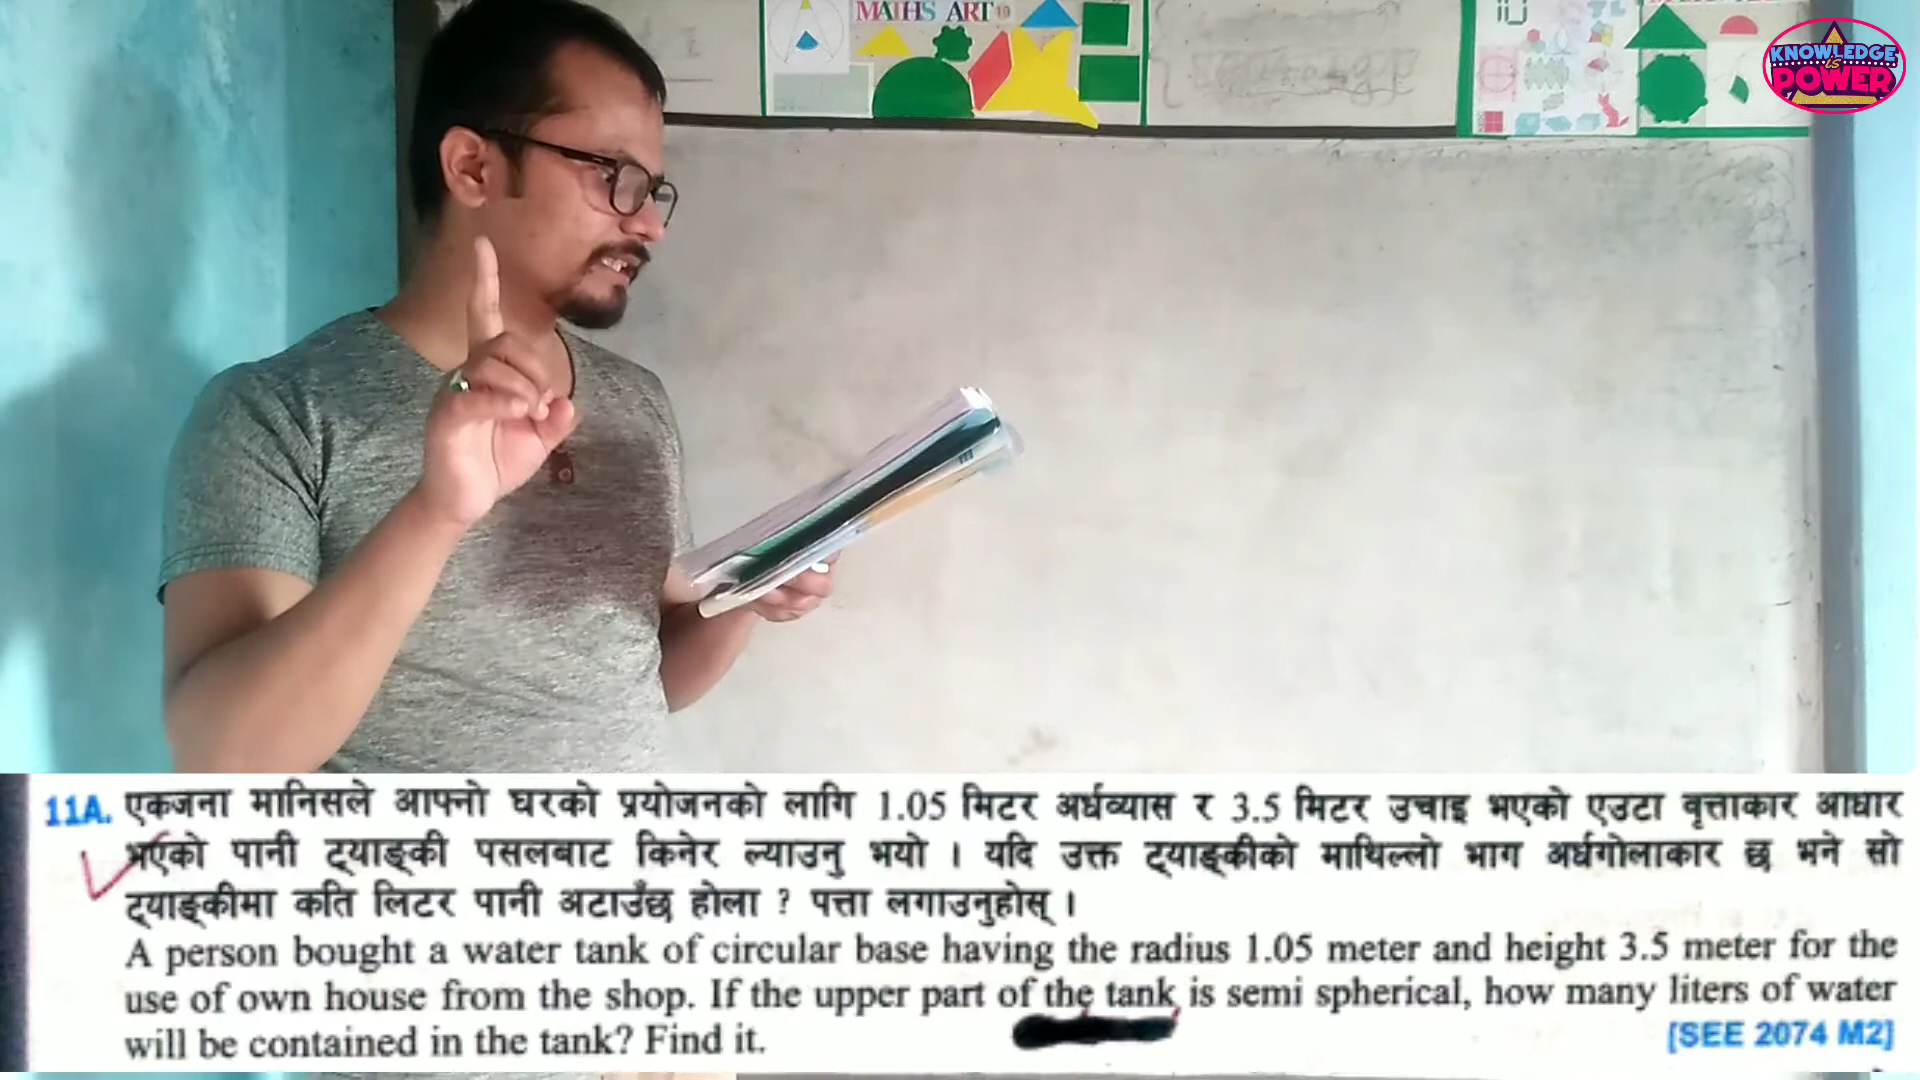 MATHS ART
KNOWLEDGE
is
POWER
11A. एकजना मानिसले आफ्नो घरको प्रयोजनको लागि 1.05 मिटर अर्धव्यास र 3.5 मिटर उचाइ भएको एउटा वृत्ताकार आधार
भएको पानी ट्याङ्की पसलबाट किनेर ल्याउनु भयो । यदि उक्त ट्याङ्कीको माथिल्लो भाग अर्धगोलाकार छ भने सो
ट्याङ्कीमा कति लिटर पानी अटाउँछ होला ? पत्ता लगाउनुहोस् ।
A person bought a water tank of circular base having the radius 1.05 meter and height 3.5 meter for the
use of own house from the shop. If the upper part of the tank is semi spherical, how many liters of water
will be contained in the tank? Find it. [SEE 2074 M2]